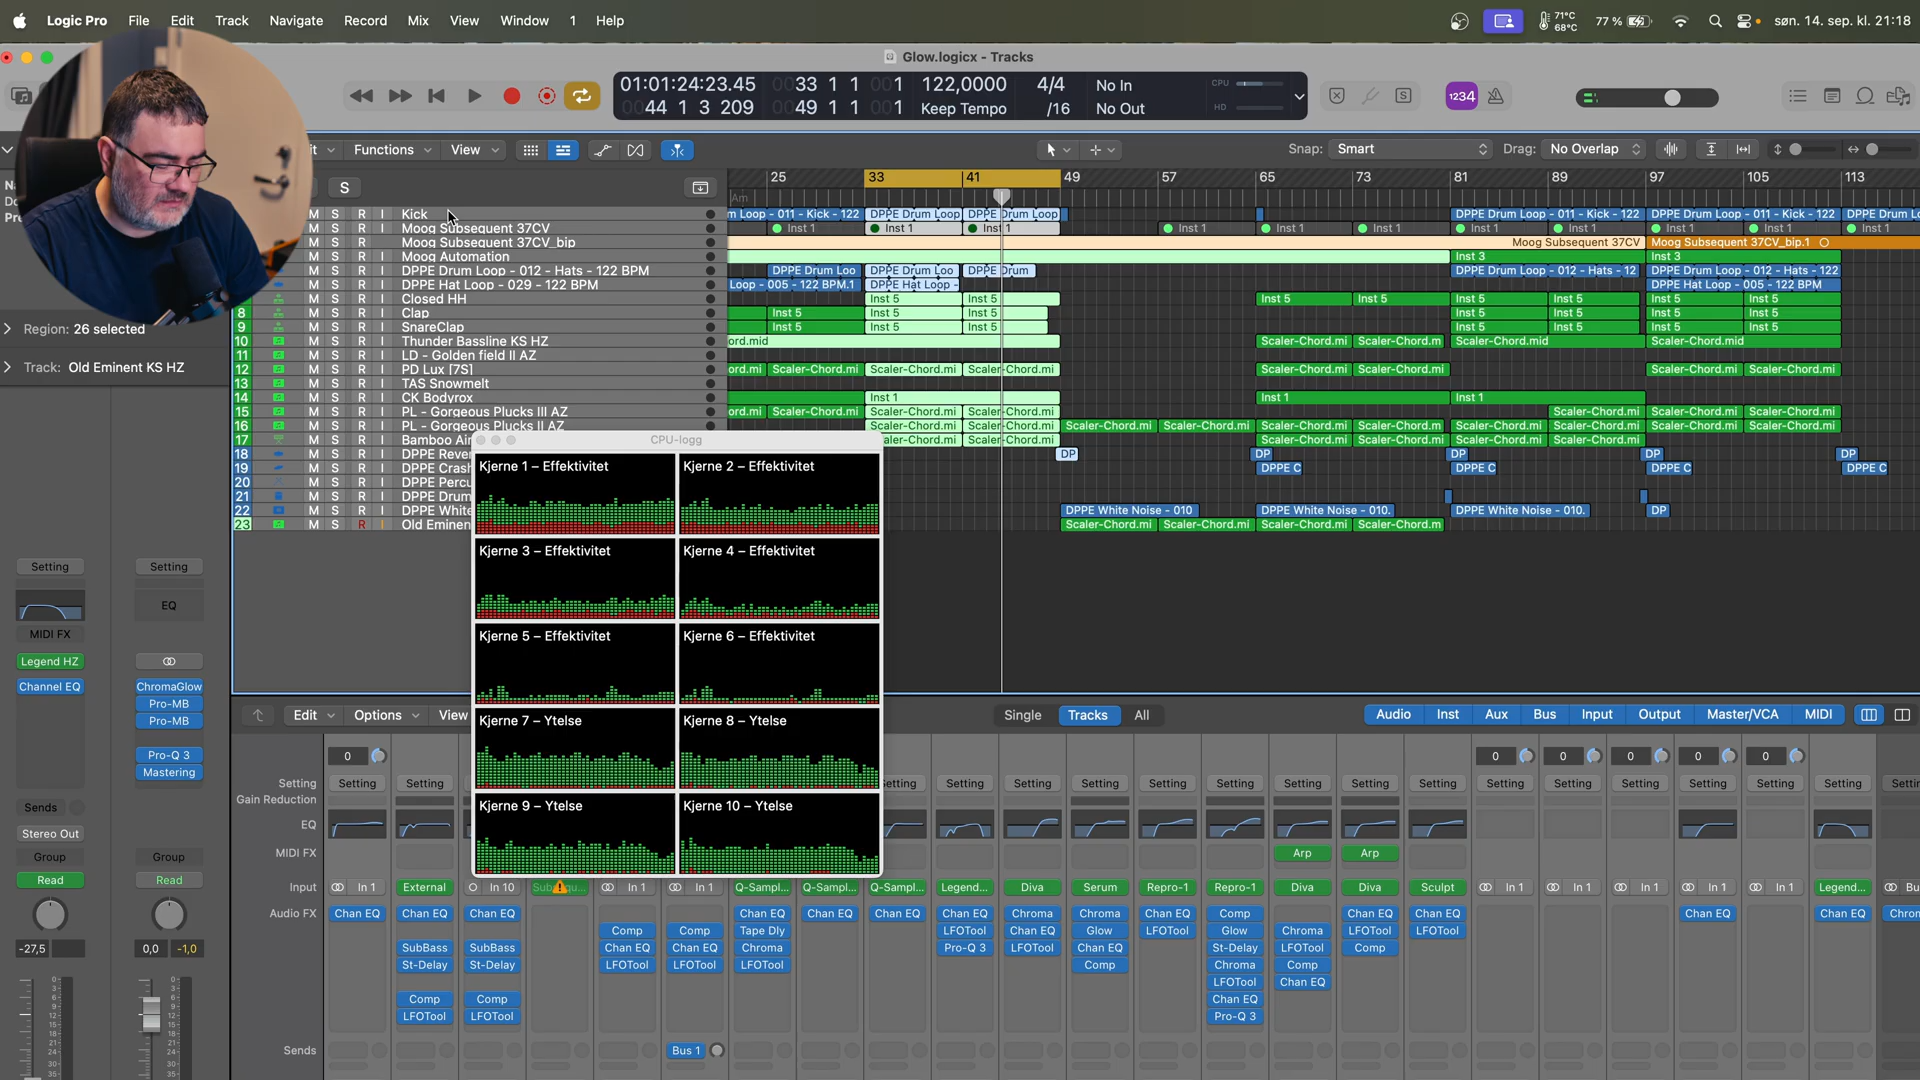 Logic Pro File Edit Track Navigate Record Mix View Window 1 Help 71°C 68°C 77 % søn. 14. sep. kl. 21:18
Glow.logicx - Tracks
01:01:24:23.45 0033 1 1 001 122,0000 4/4 No In CPU
0044 1 3 209 0049 1 1 001 Keep Tempo /16 No Out HD
1234
Functions View Snap: Smart Drag: No Overlap
S
25 33 41 49 57 65 73 81 89 97 105 113
Am
M S R I Kick m Loop - 011 - Kick - 122 DPPE Drum Loop DPPE Drum Loop DPPE Drum Loop - 011 - Kick - 122 DPPE Drum Loop - 011 - Kick - 122 DPPE Drum Lo
M S R I Moog Subsequent 37CV Inst 1 Inst 1 Inst 1 Inst 1 Inst 1 Inst 1 Inst 1 Inst 1 Inst 1 Inst 1 Inst 1
M S R Moog Subsequent 37CV_bip Moog Subsequent 37CV Moog Subsequent 37CV_bip.1
M S R I Moog Automation Inst 3 Inst 3
M S R I DPPE Drum Loop - 012 - Hats - 122 BPM DPPE Drum Loo DPPE Drum Loo DPPE Drum DPPE Drum Loop - 012 - Hats - 12 DPPE Drum Loop - 012 - Hats - 122
M S R I DPPE Hat Loop - 029 - 122 BPM Loop - 005 - 122 BPM.1 DPPE Hat Loop - DPPE Hat Loop - 005 - 122 BPM
M S R I Closed HH Inst 5 Inst 5 Inst 5 Inst 5 Inst 5 Inst 5 Inst 5 Inst 5
8 M S R I Clap Inst 5 Inst 5 Inst 5 Inst 5 Inst 5 Inst 5 Inst 5
9 M S R I SnareClap Inst 5 Inst 5 Inst 5 Inst 5 Inst 5 Inst 5 Inst 5
10 M S R I Thunder Bassline KS HZ ord.mid Scaler-Chord.mi Scaler-Chord.m Scaler-Chord.mid Scaler-Chord.mid
11 M S R I LD - Golden field II AZ
12 M S R I PD Lux [7S] ord.mi Scaler-Chord.mi Scaler-Chord.mi Scaler-Chord.mi Scaler-Chord.mi Scaler-Chord.m Scaler-Chord.mi Scaler-Chord.mi
13 M S R I TAS Snowmelt
14 M S R I CK Bodyrox Inst 1 Inst 1 Inst 1
15 M S R I PL - Gorgeous Plucks III AZ ord.mi Scaler-Chord.mi Scaler-Chord.mi Scaler-Chord.mi Scaler-Chord.mi Scaler-Chord.mi Scaler-Chord.mi
16 M S R I PL - Gorgeous Plucks II AZ Scaler-Chord.mi Scaler-Chord.mi Scaler-Chord.mi Scaler-Chord.mi Scaler-Chord.mi Scaler-Chord.mi Scaler-Chord.mi Scaler-Chord.mi Scaler-Chord.mi Scaler-Chord.mi
17 M S R I Bamboo Air aler-Chord.mi Scaler-Chord.mi Scaler-Chord.mi Scaler-Chord.mi Scaler-Chord.mi Scaler-Chord.mi
18 M S R I DPPE Rever DP DP DP DP DP
19 M S R I DPPE Crash DPPE C DPPE C DPPE C DPPE C
20 M S R I DPPE Percu
21 M S R I DPPE Drum
22 M S R I DPPE White DPPE White Noise - 010 DPPE White Noise - 010. DPPE White Noise - 010. DP
23 M S R I Old Eminen Scaler-Chord.mi Scaler-Chord.mi Scaler-Chord.mi Scaler-Chord.m
Region: 26 selected
Track: Old Eminent KS HZ
CPU-logg
Kjerne 1 – Effektivitet Kjerne 2 – Effektivitet
Kjerne 3 – Effektivitet Kjerne 4 – Effektivitet
Kjerne 5 – Effektivitet Kjerne 6 – Effektivitet
Kjerne 7 – Ytelse Kjerne 8 – Ytelse
Kjerne 9 – Ytelse Kjerne 10 – Ytelse
Setting Setting
EQ
MIDI FX
Legend HZ
Channel EQ ChromaGlow
Pro-MB
Pro-MB
Pro-Q 3
Mastering
Sends
Stereo Out
Group Group
Read Read
-27,5 0,0 -1,0
Edit Options View Single Tracks All Audio Inst Aux Bus Input Output Master/VCA MIDI
0 0 0 0 0 0
Setting Setting Setting Setting Setting Setting Setting Setting Setting Setting Setting Setting Setting Setting Setting Setting
Gain Reduction
EQ
MIDI FX Arp Arp
Input In 1 External In 10 In 1 In 1 Q-Sampl... Q-Sampl... Q-Sampl... Legend... Diva Serum Repro-1 Repro-1 Diva Diva Sculpt In 1 In 1 In 1 In 1 In 1 Legend... Bu
Audio FX Chan EQ Chan EQ Chan EQ Chan EQ Chan EQ Chan EQ Chan EQ Chroma Chroma Chan EQ Comp Chan EQ Chan EQ Chan EQ Chan EQ Chrom
Comp Comp Tape Dly LFOTool Chan EQ Glow LFOTool Glow Chroma LFOTool LFOTool
SubBass SubBass Chan EQ Chan EQ Chroma Pro-Q 3 LFOTool Chan EQ St-Delay LFOTool Comp
St-Delay St-Delay LFOTool LFOTool LFOTool Comp Chroma Comp
LFOTool Chan EQ
Comp Comp Chan EQ
LFOTool LFOTool Pro-Q 3
Sends Bus 1